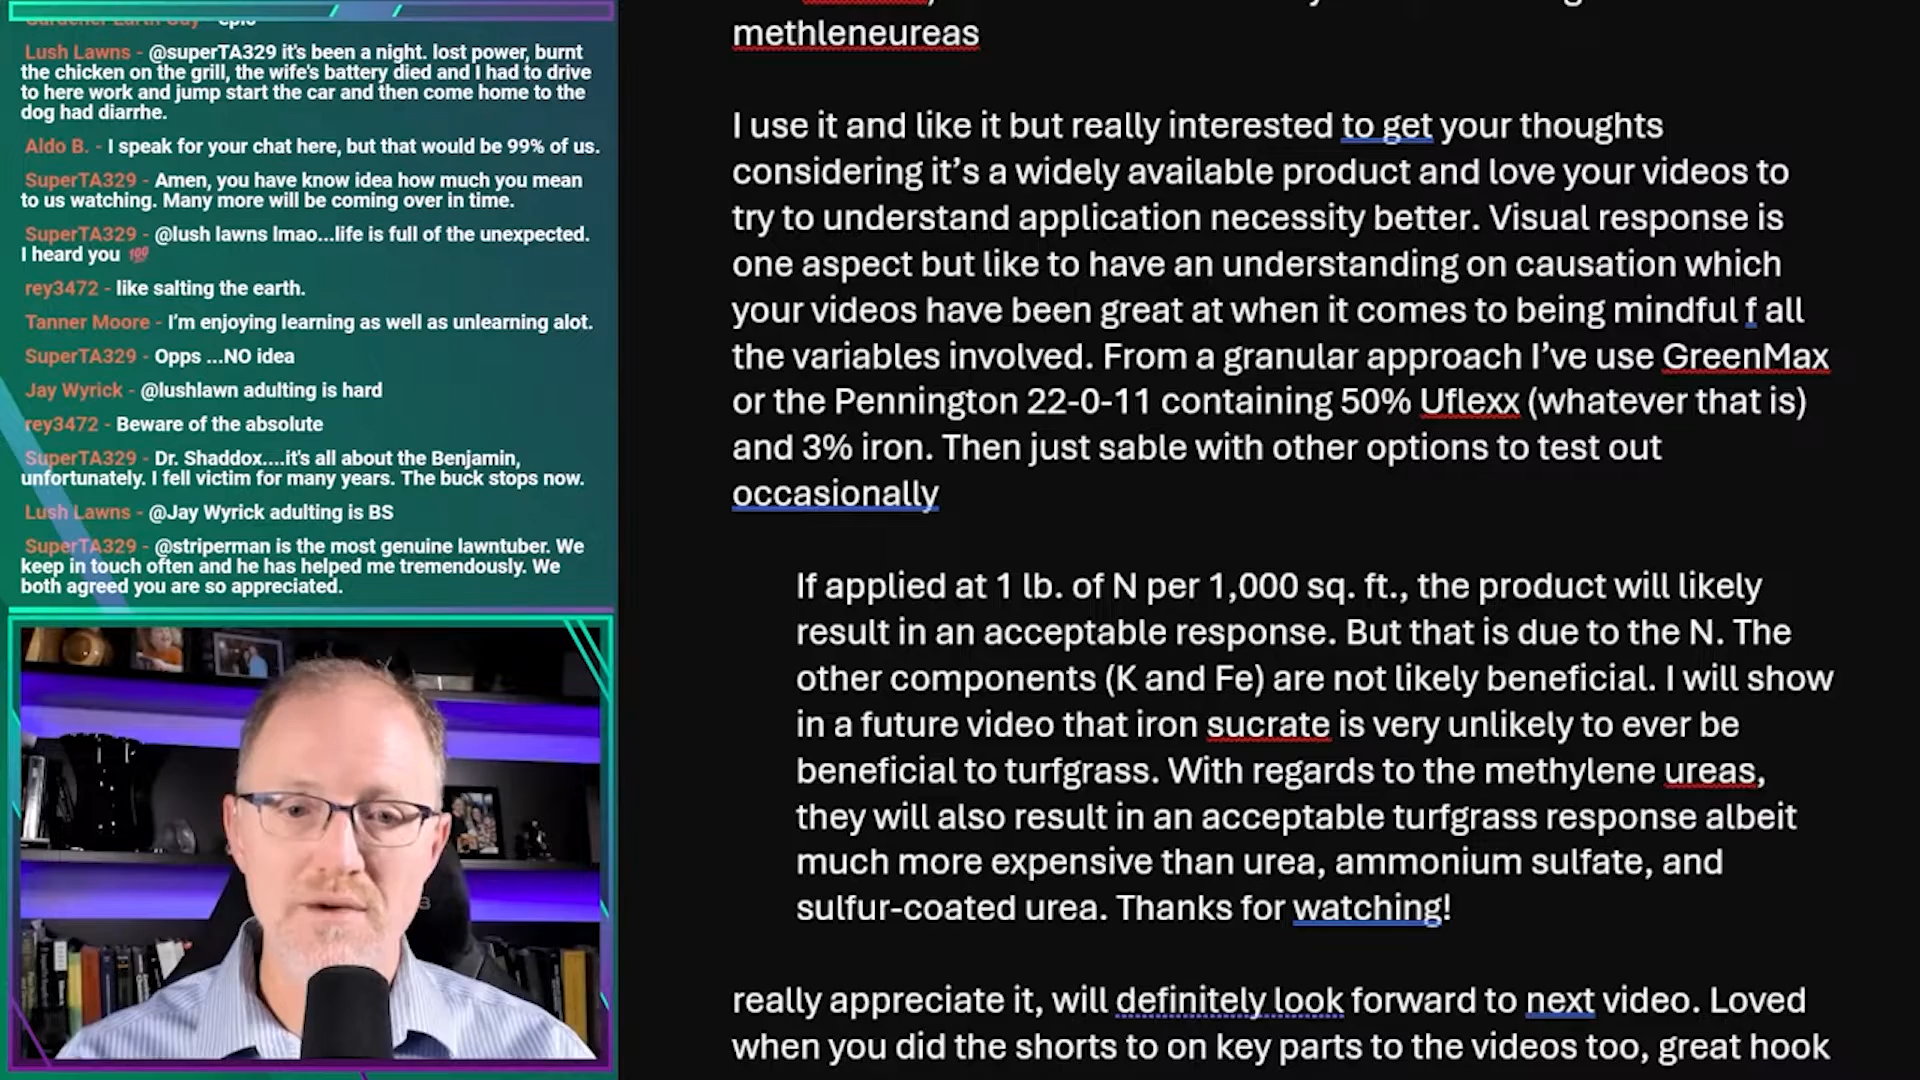 Lush Lawns - @superTA329 it's been a night. lost power, burnt
the chicken on the grill, the wife's battery died and I had to drive
to here work and jump start the car and then come home to the
dog had diarrhe.
Aldo B. - I speak for your chat here, but that would be 99% of us.
SuperTA329 - Amen, you have know idea how much you mean
to us watching. Many more will be coming over in time.
SuperTA329 - @lush lawns lmao...life is full of the unexpected.
I heard you 💯
rey3472 - like salting the earth.
Tanner Moore - I'm enjoying learning as well as unlearning alot.
SuperTA329 - Opps ...NO idea
Jay Wyrick - @lushlawn adulting is hard
rey3472 - Beware of the absolute
SuperTA329 - Dr. Shaddox....it's all about the Benjamin,
unfortunately. I fell victim for many years. The buck stops now.
Lush Lawns - @Jay Wyrick adulting is BS
SuperTA329 - @striperman is the most genuine lawntuber. We
keep in touch often and he has helped me tremendously. We
both agreed you are so appreciated.
methleneureas
I use it and like it but really interested to get your thoughts
considering it's a widely available product and love your videos to
try to understand application necessity better. Visual response is
one aspect but like to have an understanding on causation which
your videos have been great at when it comes to being mindful f all
the variables involved. From a granular approach I've use GreenMax
or the Pennington 22-0-11 containing 50% Uflexx (whatever that is)
and 3% iron. Then just sable with other options to test out
occasionally
If applied at 1 lb. of N per 1,000 sq. ft., the product will likely
result in an acceptable response. But that is due to the N. The
other components (K and Fe) are not likely beneficial. I will show
in a future video that iron sucrate is very unlikely to ever be
beneficial to turfgrass. With regards to the methylene ureas,
they will also result in an acceptable turfgrass response albeit
much more expensive than urea, ammonium sulfate, and
sulfur-coated urea. Thanks for watching!
really appreciate it, will definitely look forward to next video. Loved
when you did the shorts to on key parts to the videos too, great hook